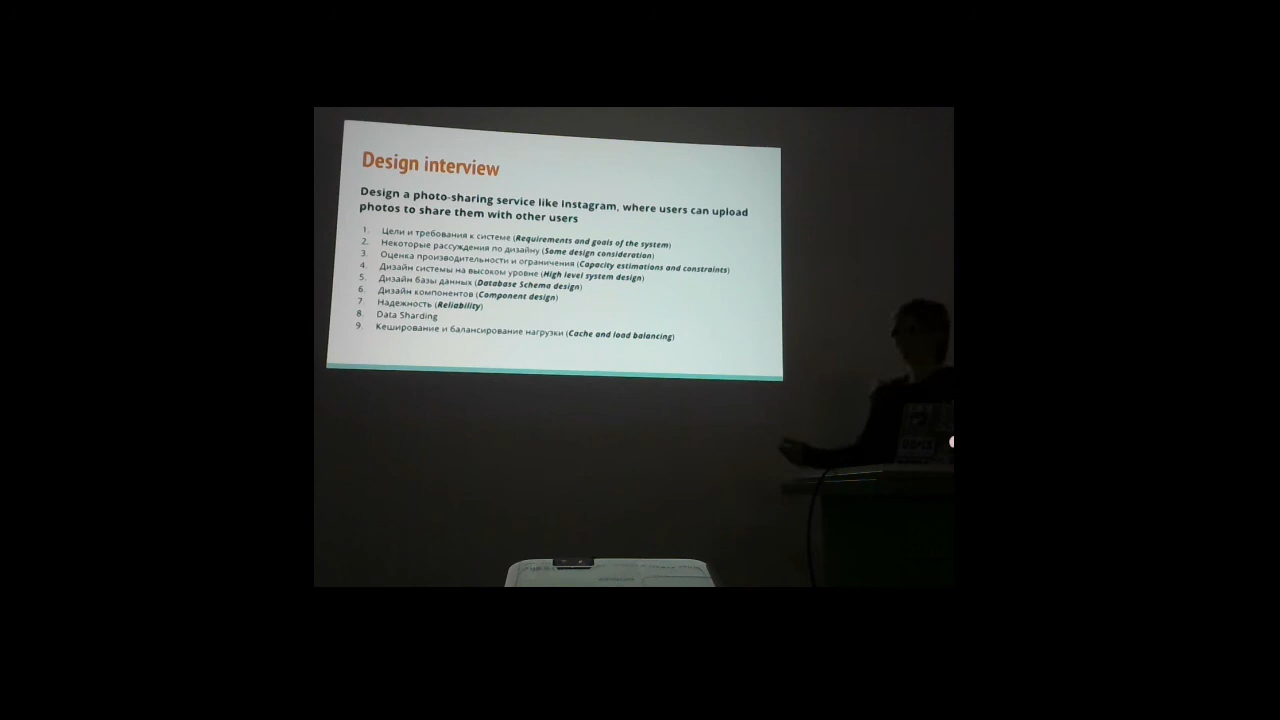 Design interview
Design a photo-sharing service like Instagram, where users can upload
photos to share them with other users
1. Цели и требования к системе (Requirements and goals of the system)
2. Некоторые рассуждения по дизайну (Some design consideration)
3. Оценка производительности и ограничения (Capacity estimations and constraints)
4. Дизайн системы на высоком уровне (High level system design)
5. Дизайн базы данных (Database Schema design)
6. Дизайн компонентов (Component design)
7. Надежность (Reliability)
8. Data Sharding
9. Кеширование и балансирование нагрузки (Cache and load balancing)